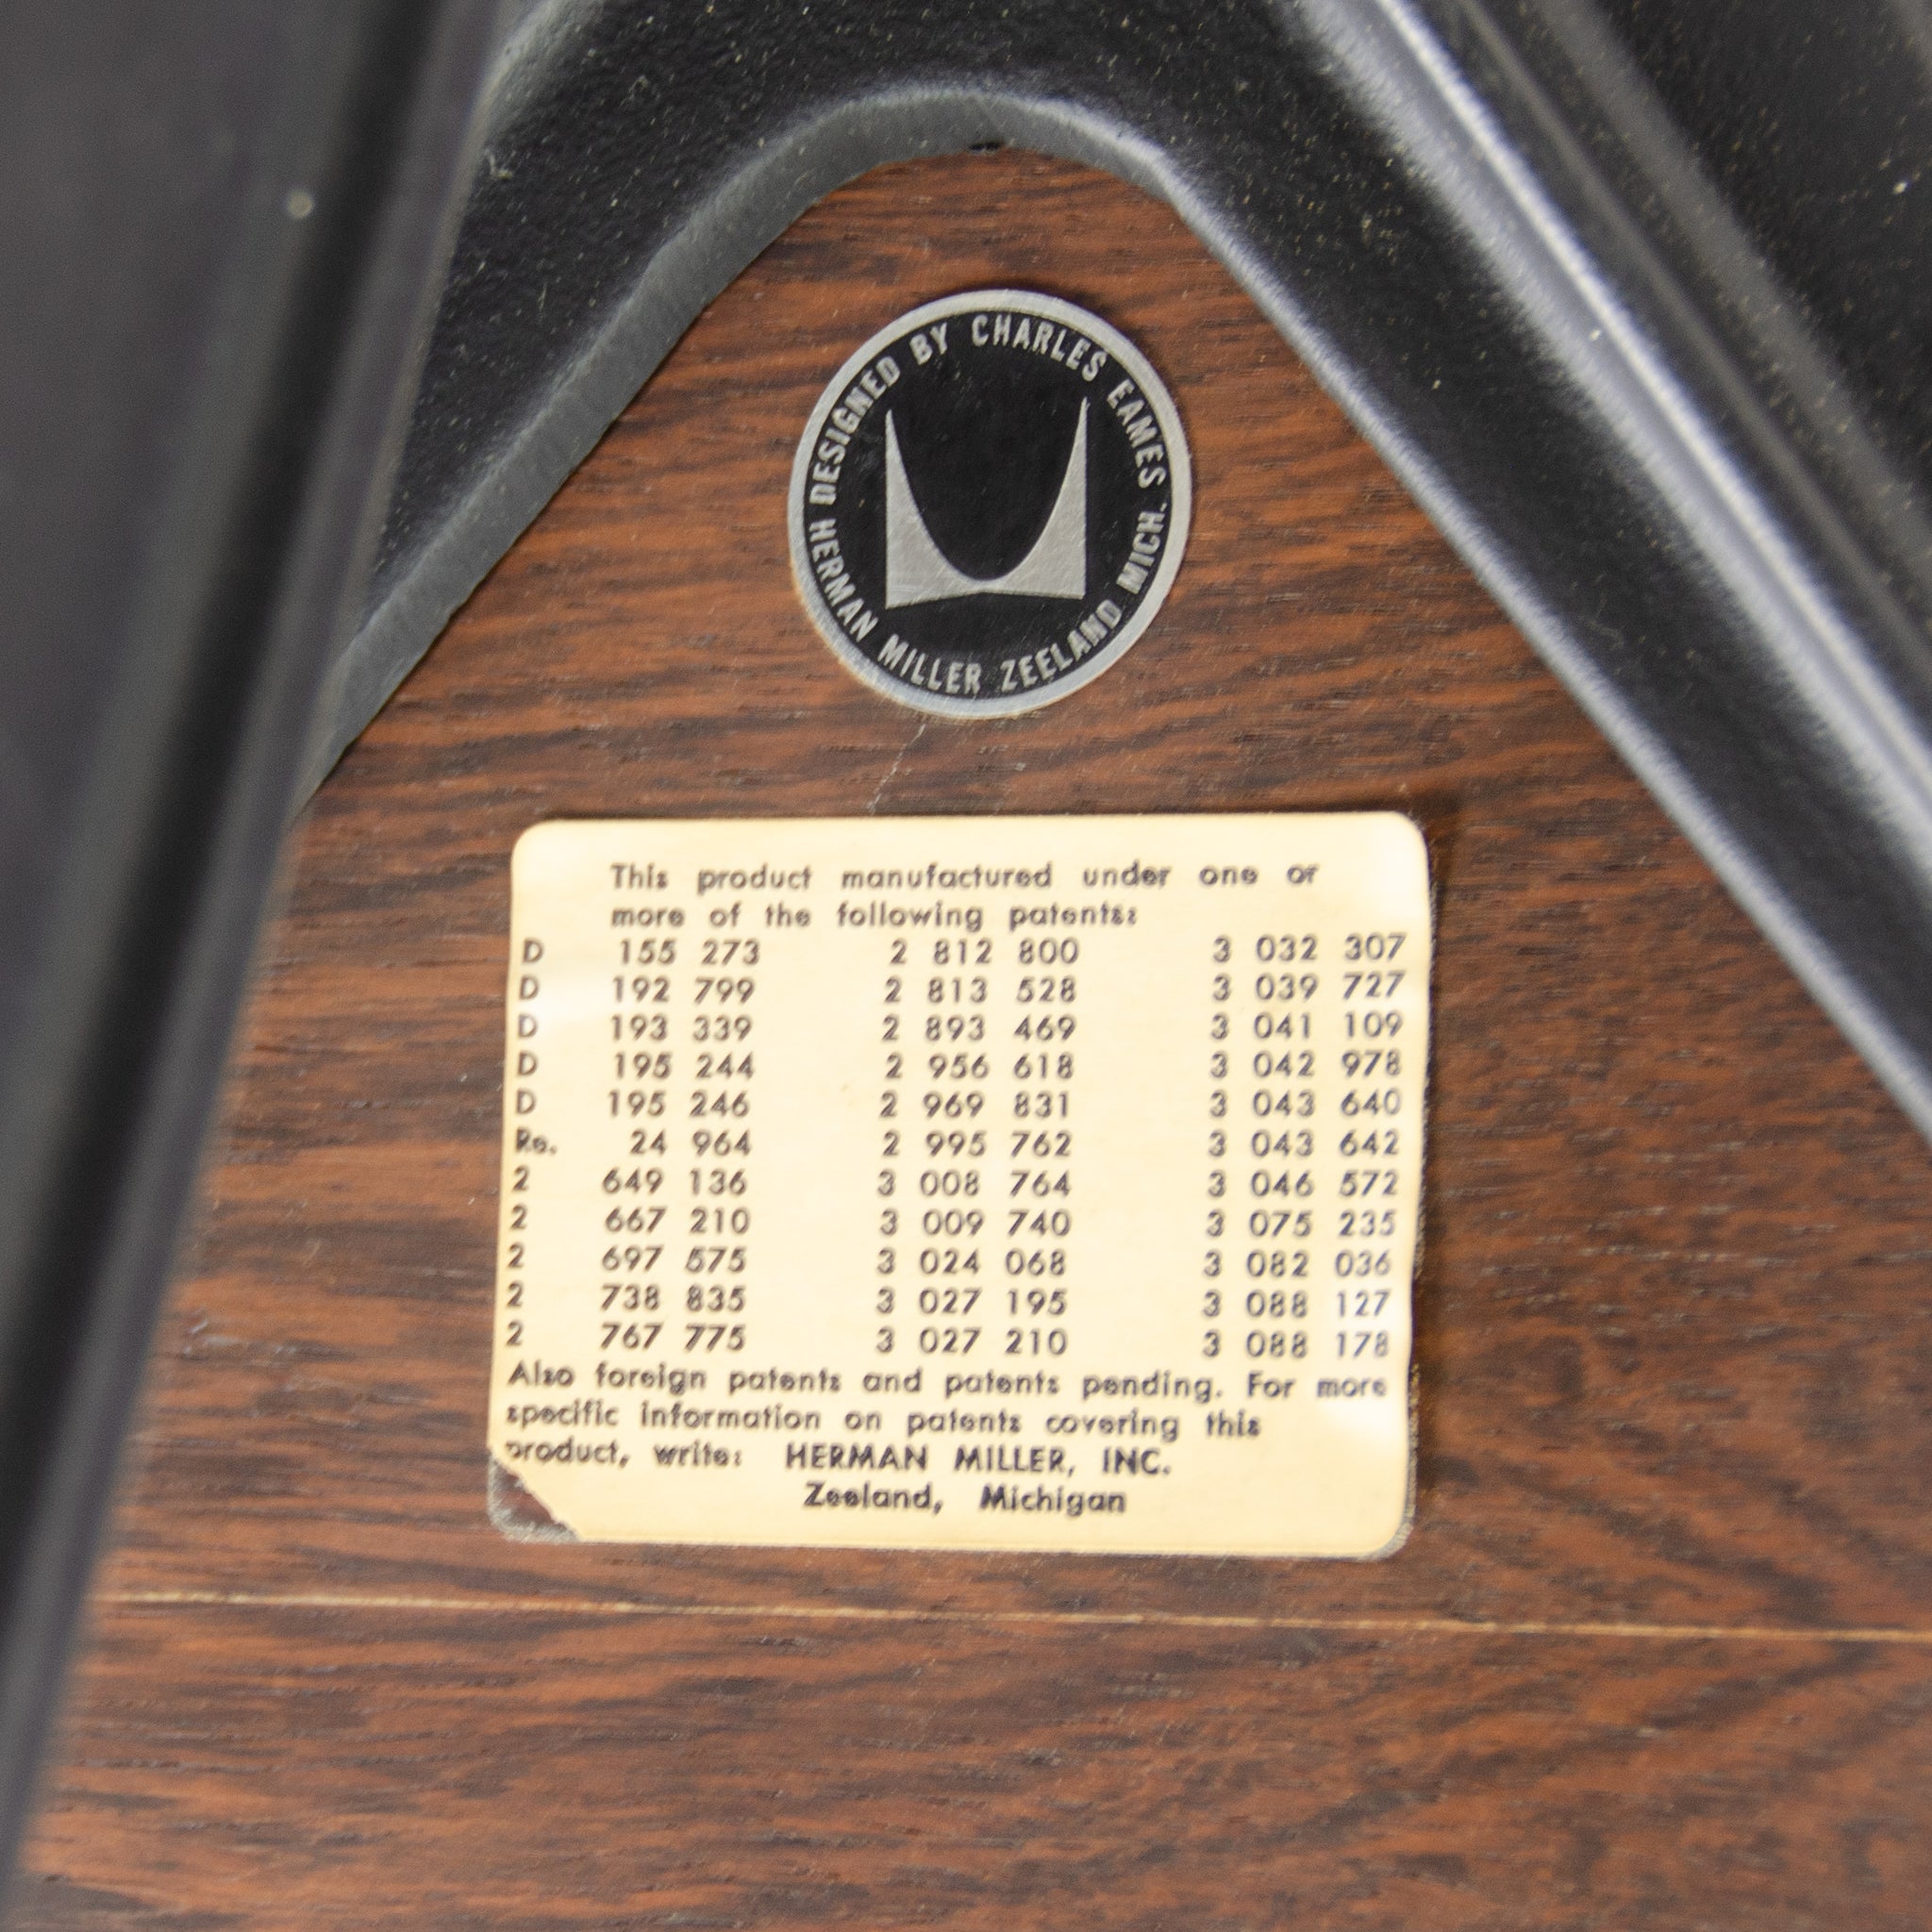 DESIGNED BY CHARLES EAMES
HERMAN MILLER ZEELAND MICH.
This product manufactured under one or
more of the following patents:
D 155 273 2 812 800 3 032 307
D 192 799 2 813 528 3 039 727
D 193 339 2 893 469 3 041 109
D 195 244 2 956 618 3 042 978
D 195 246 2 969 831 3 043 640
Re. 24 964 2 995 762 3 043 642
2 649 136 3 008 764 3 046 572
2 667 210 3 009 740 3 075 235
2 697 575 3 024 068 3 082 036
2 738 835 3 027 195 3 088 127
2 767 775 3 027 210 3 088 178
Also foreign patents and patents pending. For more
specific information on patents covering this
product, write: HERMAN MILLER, INC.
Zeeland, Michigan